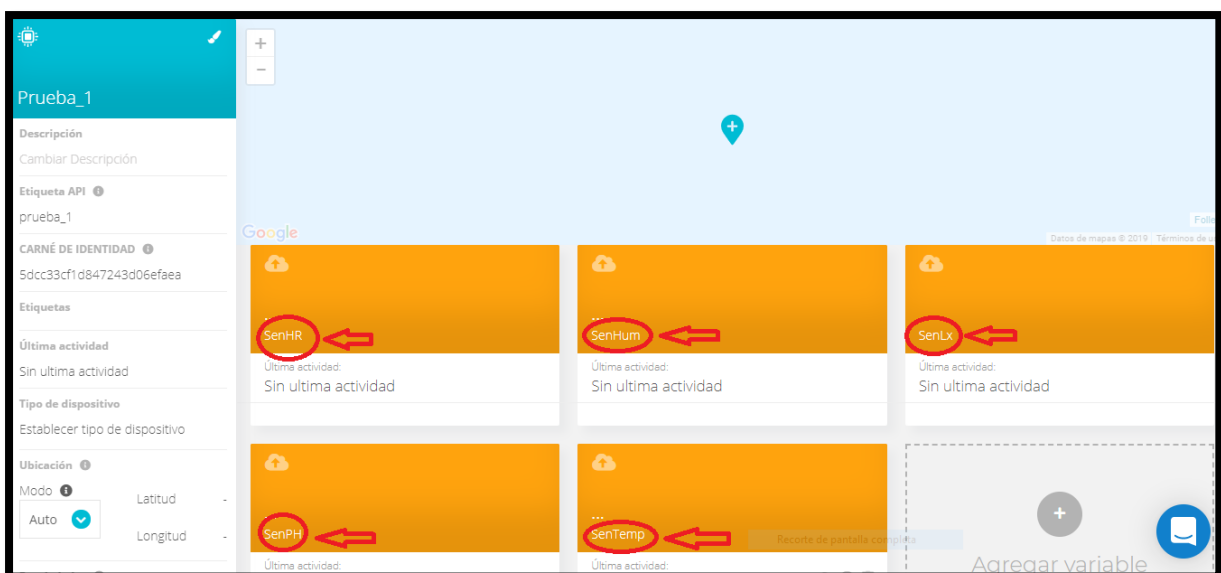 Prueba_1
Descripción
Cambiar Descripción
Etiqueta API
prueba_1
CARNÉ DE IDENTIDAD
5dcc33cf1d847243d06efaea
Etiquetas
Última actividad
Sin ultima actividad
Tipo de dispositivo
Establecer tipo de dispositivo
Ubicación
Modo
Auto
Latitud -
Longitud -
+
−
Google
Datos de mapas © 2019
...
SenHR
Última actividad:
Sin ultima actividad
...
SenHum
Última actividad:
Sin ultima actividad
SenLx
Última actividad:
Sin ultima actividad
SenPH
Última actividad:
...
SenTemp
Última actividad:
Recorte de pantalla completa
+
Agregar variable